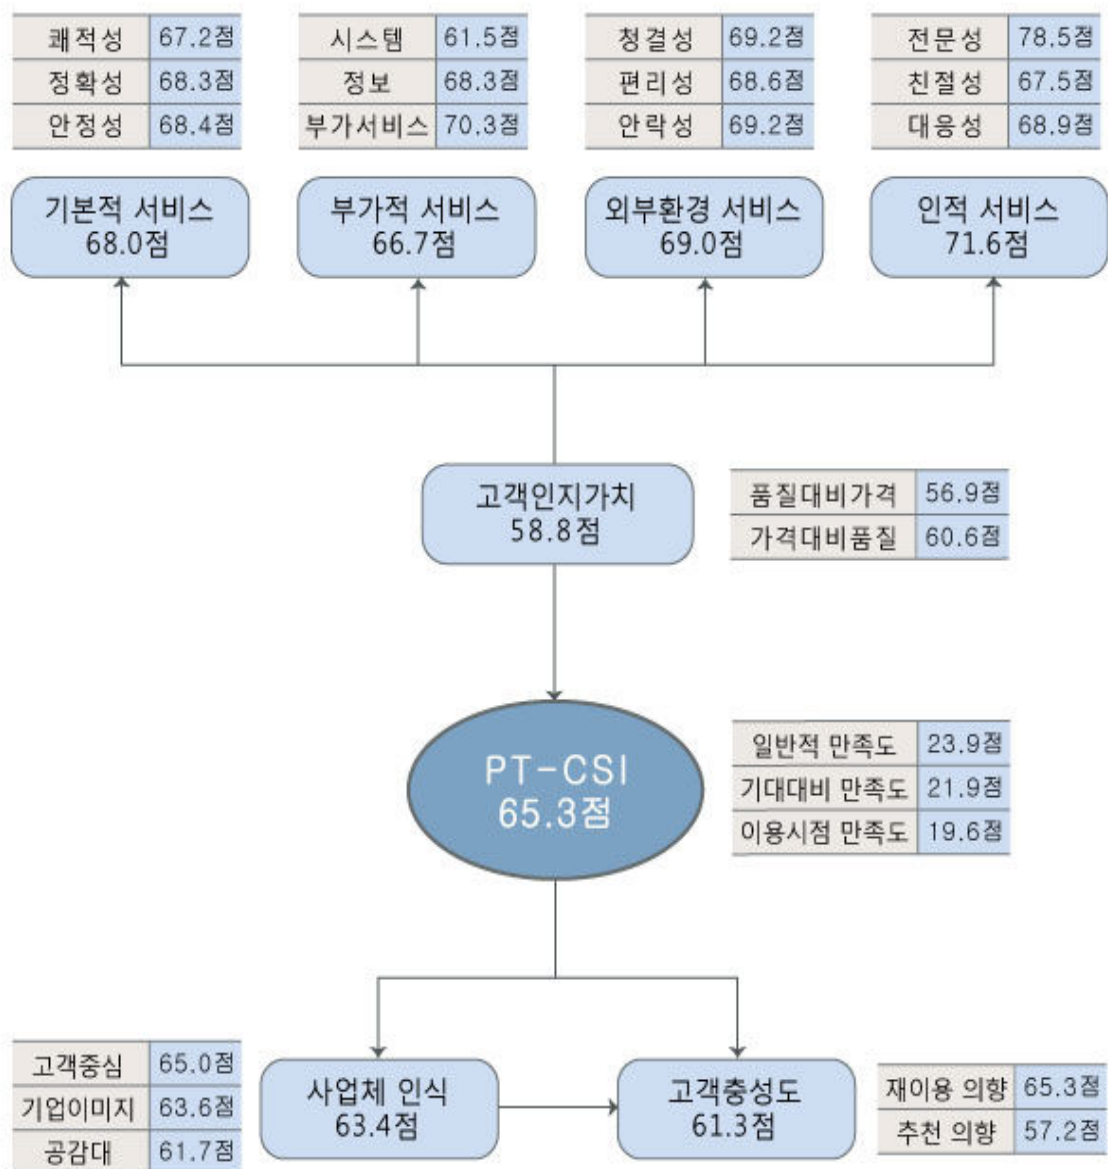 쾌적성 67.2점
정확성 68.3점
안정성 68.4점
시스템 61.5점
정보 68.3점
부가서비스 70.3점
청결성 69.2점
편리성 68.6점
안락성 69.2점
전문성 78.5점
친절성 67.5점
대응성 68.9점
기본적 서비스
68.0점
부가적 서비스
66.7점
외부환경 서비스
69.0점
인적 서비스
71.6점
고객인지가치
58.8점
품질대비가격 56.9점
가격대비품질 60.6점
PT-CSI
65.3점
일반적 만족도 23.9점
기대대비 만족도 21.9점
이용시점 만족도 19.6점
고객중심 65.0점
기업이미지 63.6점
공감대 61.7점
사업체 인식
63.4점
고객충성도
61.3점
재이용 의향 65.3점
추천 의향 57.2점